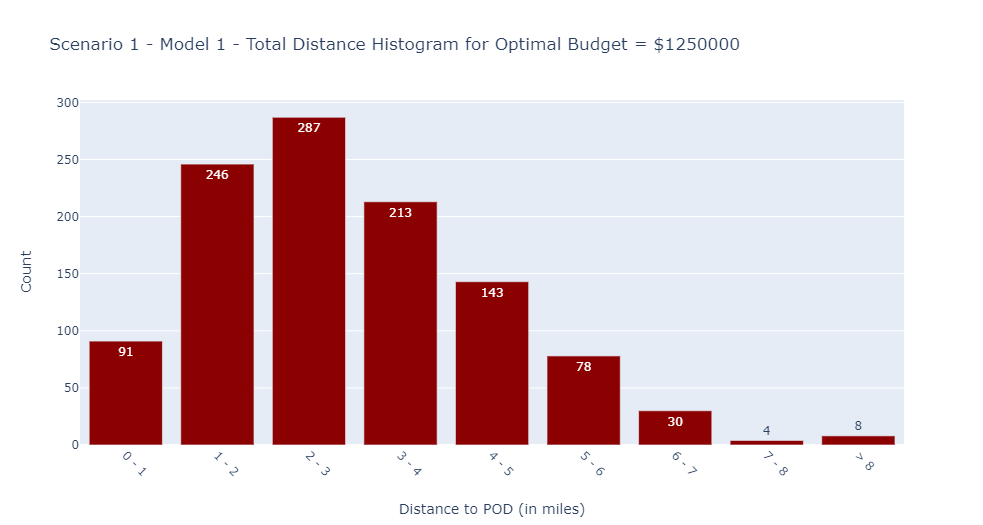 Scenario 1 - Model 1 - Total Distance Histogram for Optimal Budget = $1250000
300
250
200
150
100
50
0
Count
91
246
287
213
143
78
30
4
8
0 - 1
1 - 2
2 - 3
3 - 4
4 - 5
5 - 6
6 - 7
7 - 8
> 8
Distance to POD (in miles)